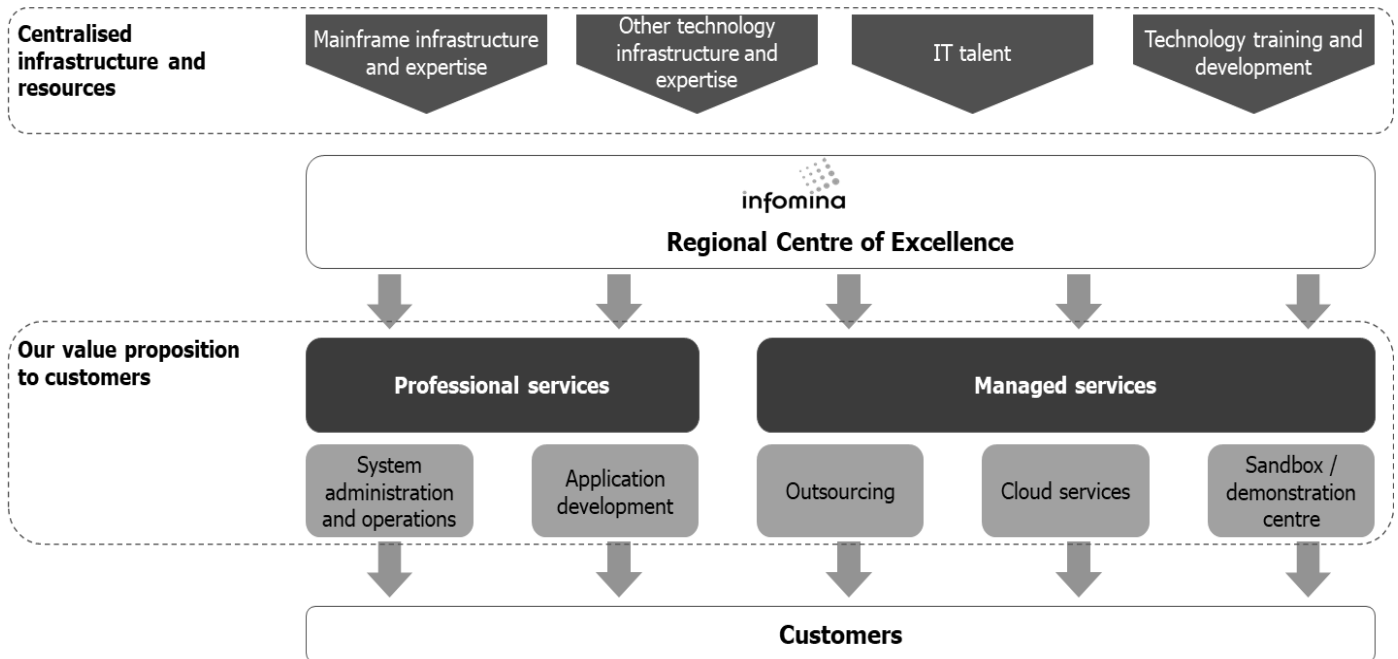 Centralised
infrastructure and
resources
Mainframe infrastructure
and expertise
Other technology
infrastructure and
expertise
IT talent
Technology training and
development
infomina
Regional Centre of Excellence
Our value proposition
to customers
Professional services
Managed services
System
administration
and operations
Application
development
Outsourcing
Cloud services
Sandbox /
demonstration
centre
Customers